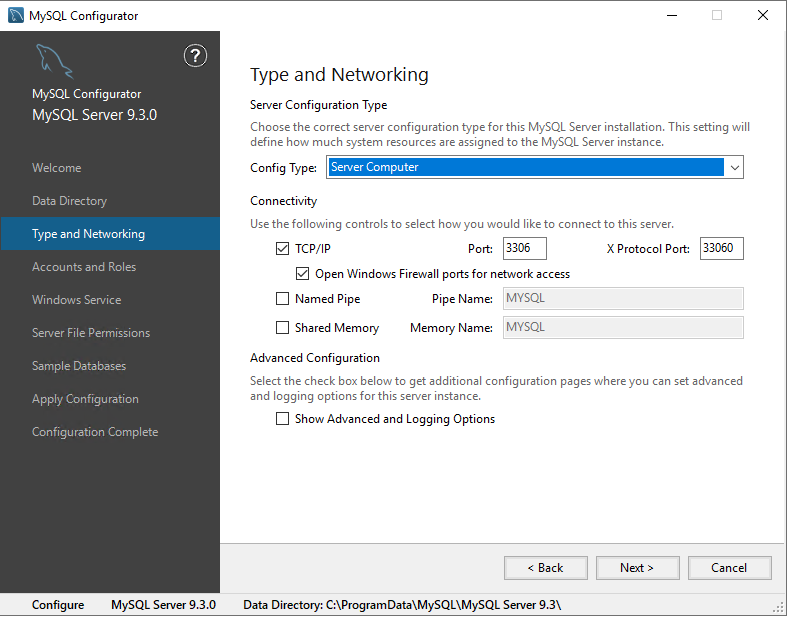 MySQL Configurator
?
MySQL Configurator
MySQL Server 9.3.0
Welcome
Data Directory
Type and Networking
Accounts and Roles
Windows Service
Server File Permissions
Sample Databases
Apply Configuration
Configuration Complete
Type and Networking
Server Configuration Type
Choose the correct server configuration type for this MySQL Server installation. This setting will
define how much system resources are assigned to the MySQL Server instance.
Config Type: Server Computer
Connectivity
Use the following controls to select how you would like to connect to this server.
TCP/IP Port: 3306 X Protocol Port: 33060
Open Windows Firewall ports for network access
Named Pipe Pipe Name: MYSQL
Shared Memory Memory Name: MYSQL
Advanced Configuration
Select the check box below to get additional configuration pages where you can set advanced
and logging options for this server instance.
Show Advanced and Logging Options
< Back Next > Cancel
Configure MySQL Server 9.3.0 Data Directory: C:\ProgramData\MySQL\MySQL Server 9.3\